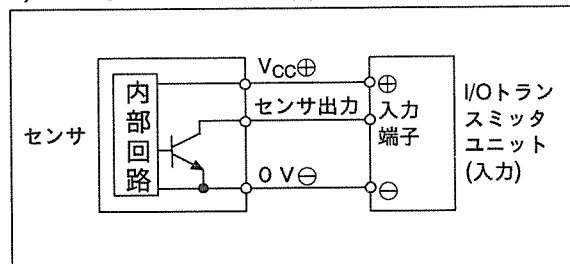 センサ
内部回路
VCC⊕
センサ出力
0 V⊖
⊕
入力
端子
⊖
I/Oトラン
スミッタ
ユニット
(入力)